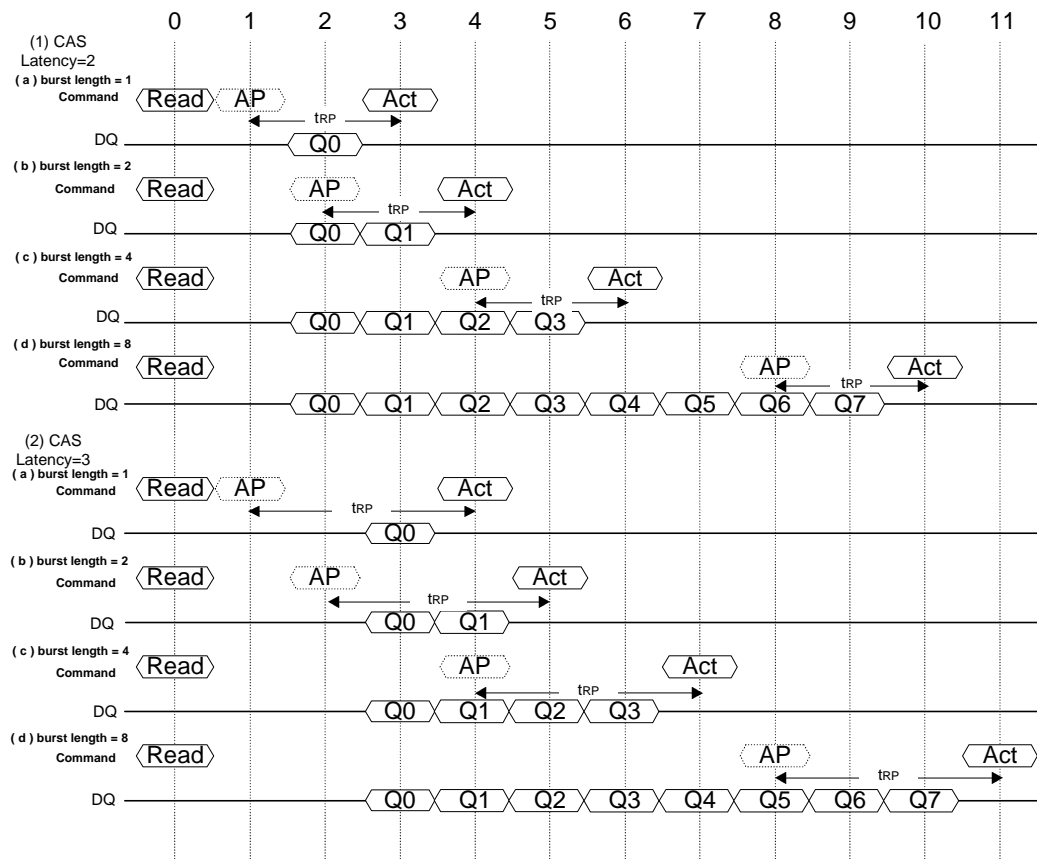 0 1 2 3 4 5 6 7 8 9 10 11
(1) CAS
Latency=2
( a ) burst length = 1
Command Read AP Act
tRP
DQ Q0
( b ) burst length = 2
Command Read AP Act
tRP
DQ Q0 Q1
( c ) burst length = 4
Command Read AP Act
tRP
DQ Q0 Q1 Q2 Q3
( d ) burst length = 8
Command Read AP Act
tRP
DQ Q0 Q1 Q2 Q3 Q4 Q5 Q6 Q7
(2) CAS
Latency=3
( a ) burst length = 1
Command Read AP Act
tRP
DQ Q0
( b ) burst length = 2
Command Read AP Act
tRP
DQ Q0 Q1
( c ) burst length = 4
Command Read AP Act
tRP
DQ Q0 Q1 Q2 Q3
( d ) burst length = 8
Command Read AP Act
tRP
DQ Q0 Q1 Q2 Q3 Q4 Q5 Q6 Q7